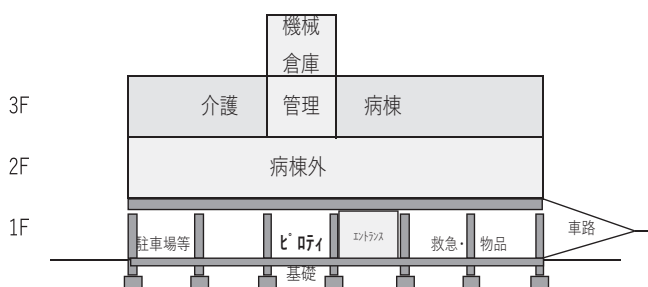 機械
倉庫
3F 介護 管理 病棟
2F 病棟外
1F 駐車場等 ピロティ エントランス 救急・物品 車路
基礎